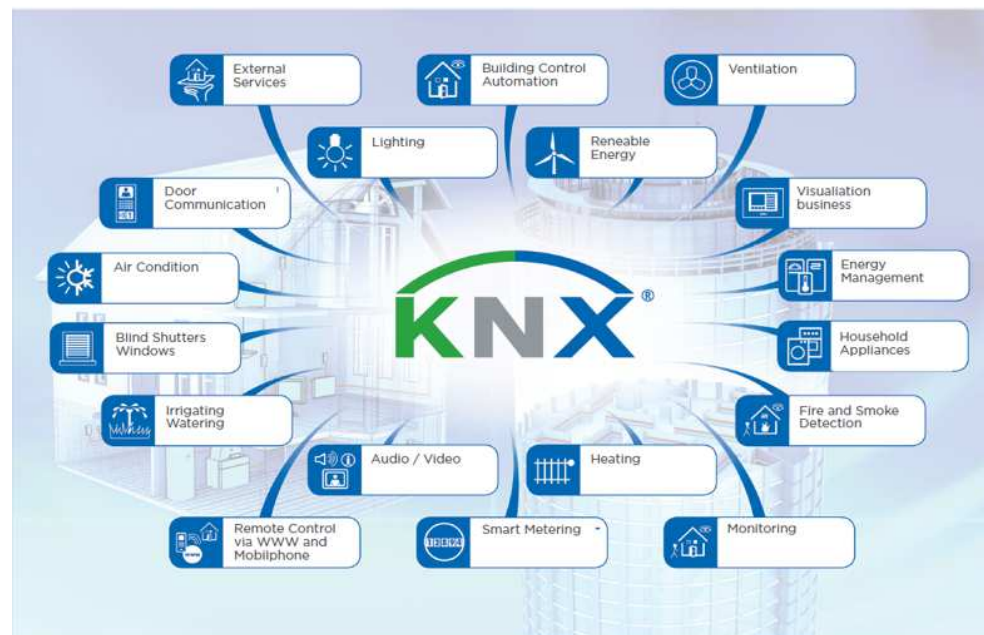 External
Services
Building Control
Automation
Ventilation
Lighting
Reneable
Energy
Door
Communication
Visualiation
business
Air Condition
Energy
Management
KNX®
Blind Shutters
Windows
Household
Appliances
Irrigating
Watering
Fire and Smoke
Detection
Audio / Video
Heating
Remote Control
via WWW and
Mobilphone
www
Smart Metering
Monitoring